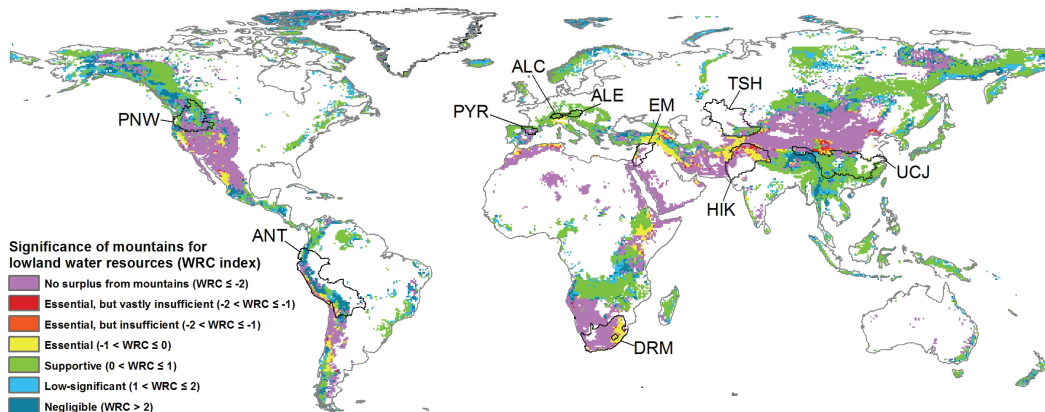 ALC
TSH
ALE
EM
PYR
PNW
UCJ
HIK
ANT
Significance of mountains for
lowland water resources (WRC index)
No surplus from mountains (WRC ≤ -2)
Essential, but vastly insufficient (-2 < WRC ≤ -1)
Essential, but insufficient (-2 < WRC ≤ -1)
Essential (-1 < WRC ≤ 0)
Supportive (0 < WRC ≤ 1)
Low-significant (1 < WRC ≤ 2)
Negligible (WRC > 2)
DRM